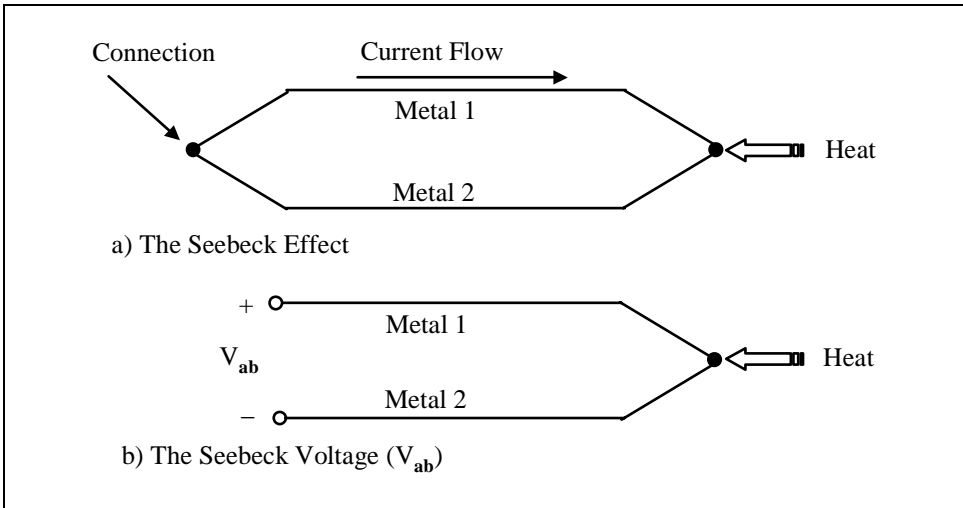 Connection
Current Flow
Metal 1
Heat
Metal 2
a) The Seebeck Effect
+
Metal 1
Vab
Heat
Metal 2
−
b) The Seebeck Voltage (Vab)